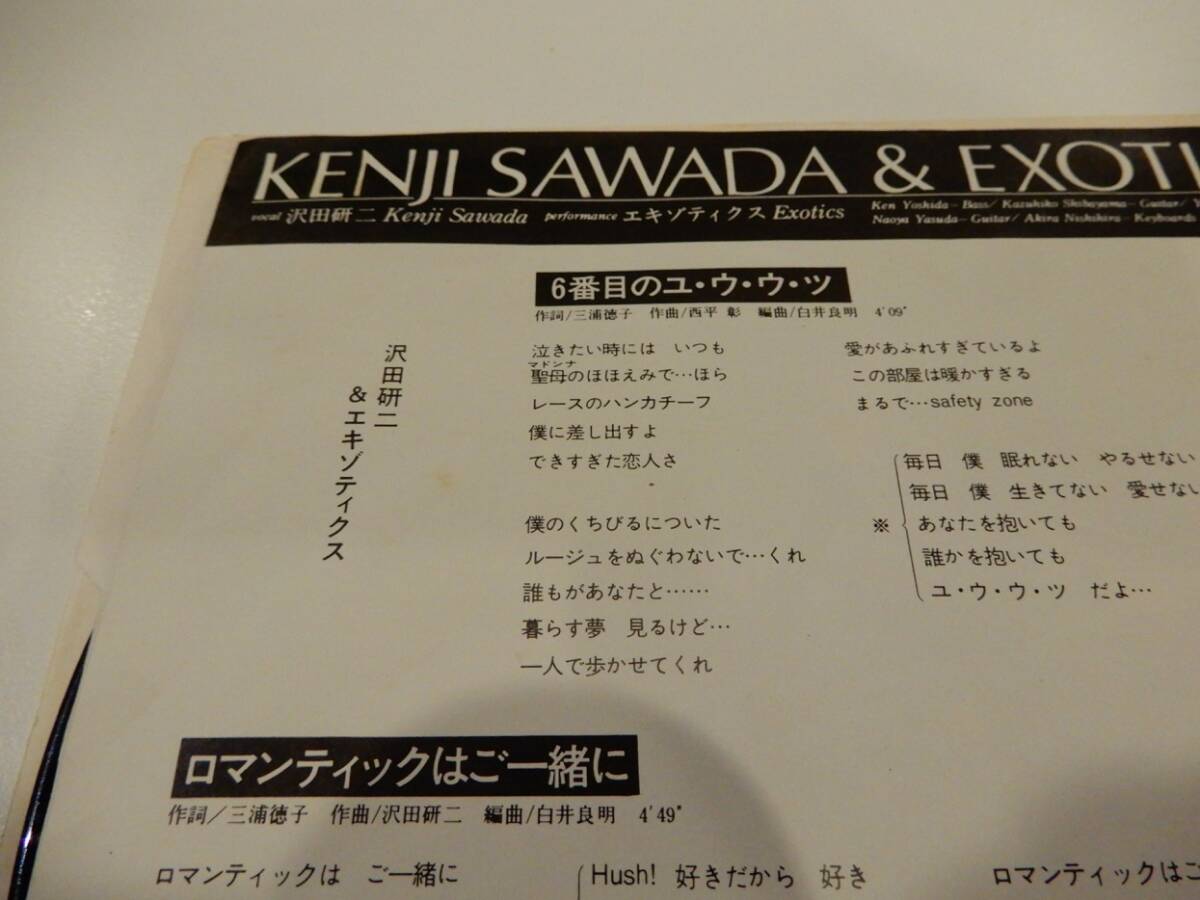 KENJI SAWADA & EXOTI
vocal 沢田研二 Kenji Sawada performance エキゾティクス Exotics
Ken Yoshida－Bass/ Kazuhiko Shibayama－Guitar/
Naoya Yasuda－Guitar/ Akira Nishihira－Keyboards
沢田研二
&エキゾティクス
6番目のユ・ウ・ウ・ツ
作詞/三浦徳子 作曲/西平 彰 編曲/白井良明 4'09"
泣きたい時には いつも
マドンナ
聖母のほほえみで…ほら
レースのハンカチーフ
僕に差し出すよ
できすぎた恋人さ
僕のくちびるについた
ルージュをぬぐわないで…くれ
誰もがあなたと……
暮らす夢 見るけど…
一人で歩かせてくれ
愛があふれすぎているよ
この部屋は暖かすぎる
まるで…safety zone
※
毎日 僕 眠れない やるせない
毎日 僕 生きてない 愛せない
あなたを抱いても
誰かを抱いても
ユ・ウ・ウ・ツ だよ…
ロマンティックはご一緒に
作詞/三浦徳子 作曲/沢田研二 編曲/白井良明 4'49"
ロマンティックは ご一緒に
Hush! 好きだから 好き
ロマンティックはご